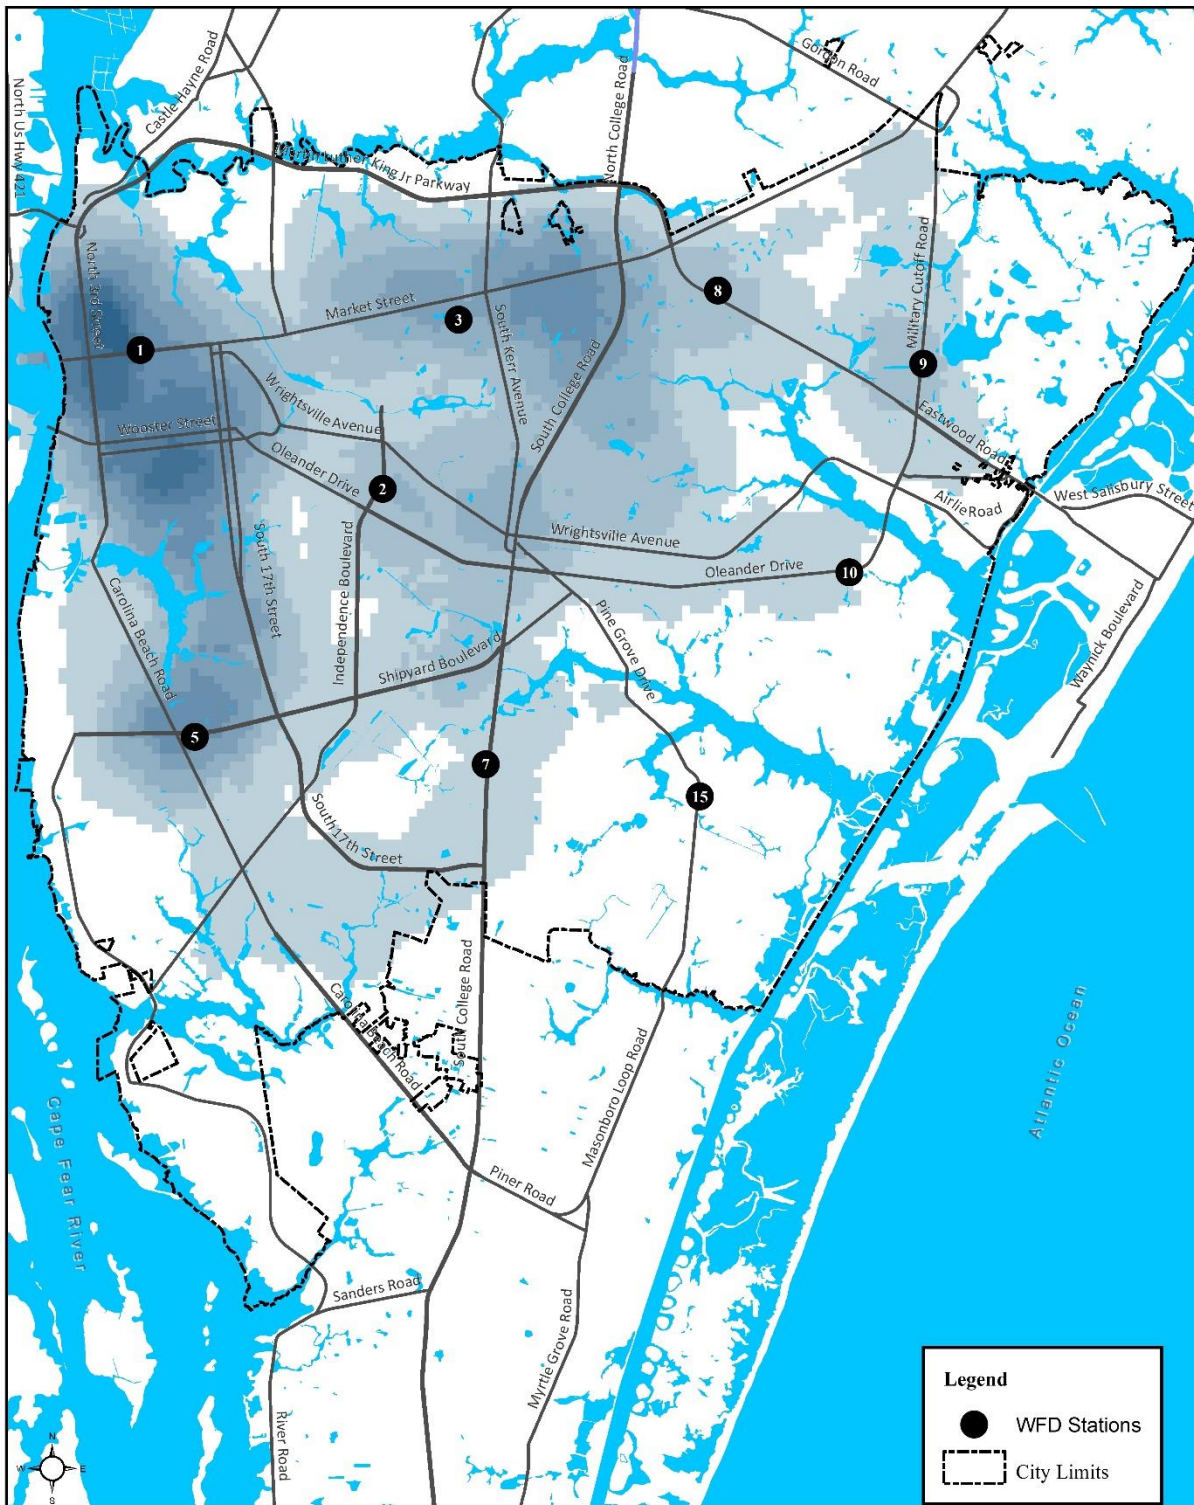 Gordon Road
Castle Hayne Road
North College Road
North Us Hwy 421
Martin Luther King Jr Parkway
Military Cutoff Road
North 3rd Street
8
Market Street
3
1
South Kerr Avenue
9
South College Road
Wrightsville Avenue
Wooster Street
Eastwood Road
Oleander Drive
2
West Salisbury Street
Airlie Road
Wrightsville Avenue
South 17th Street
Independence Boulevard
Oleander Drive
10
Carolina Beach Road
Pine Grove Drive
Waynick Boulevard
Shipyard Boulevard
5
7
15
South 17th Street
South College Road
Carolina Beach Road
Masonboro Loop Road
Atlantic Ocean
Cape Fear River
Piner Road
Sanders Road
Myrtle Grove Road
River Road
N
W E
S
Legend
WFD Stations
City Limits